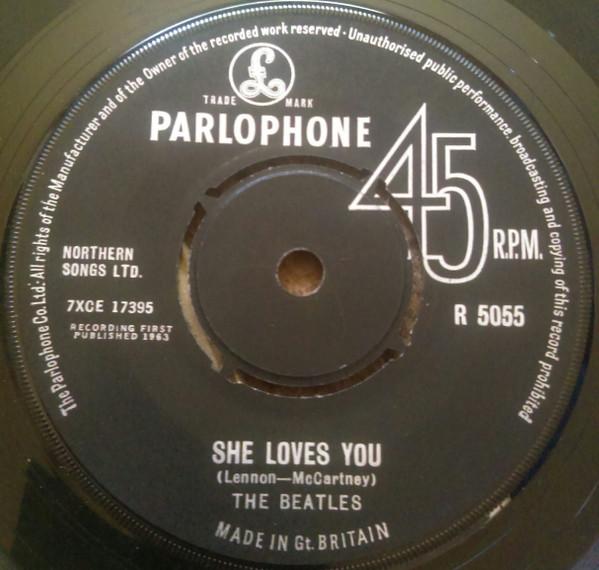 The Parlophone Co. Ltd. All rights of the Manufacturer and of the Owner of the recorded work reserved · Unauthorised public performance, broadcasting and copying of this record prohibited
£
TRADE MARK
PARLOPHONE
45
R.P.M.
NORTHERN
SONGS LTD.
7XCE 17395
RECORDING FIRST
PUBLISHED 1963
R 5055
SHE LOVES YOU
(Lennon—McCartney)
THE BEATLES
MADE IN Gt. BRITAIN